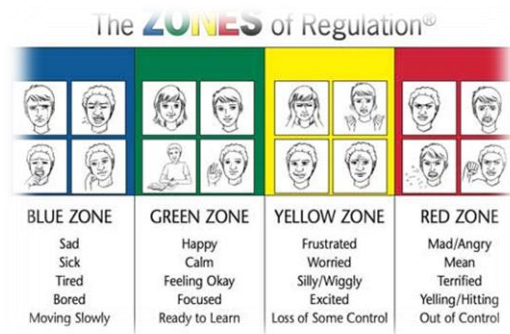 The ZONES of Regulation®
BLUE ZONE
Sad
Sick
Tired
Bored
Moving Slowly
GREEN ZONE
Happy
Calm
Feeling Okay
Focused
Ready to Learn
YELLOW ZONE
Frustrated
Worried
Silly/Wiggly
Excited
Loss of Some Control
RED ZONE
Mad/Angry
Mean
Terrified
Yelling/Hitting
Out of Control